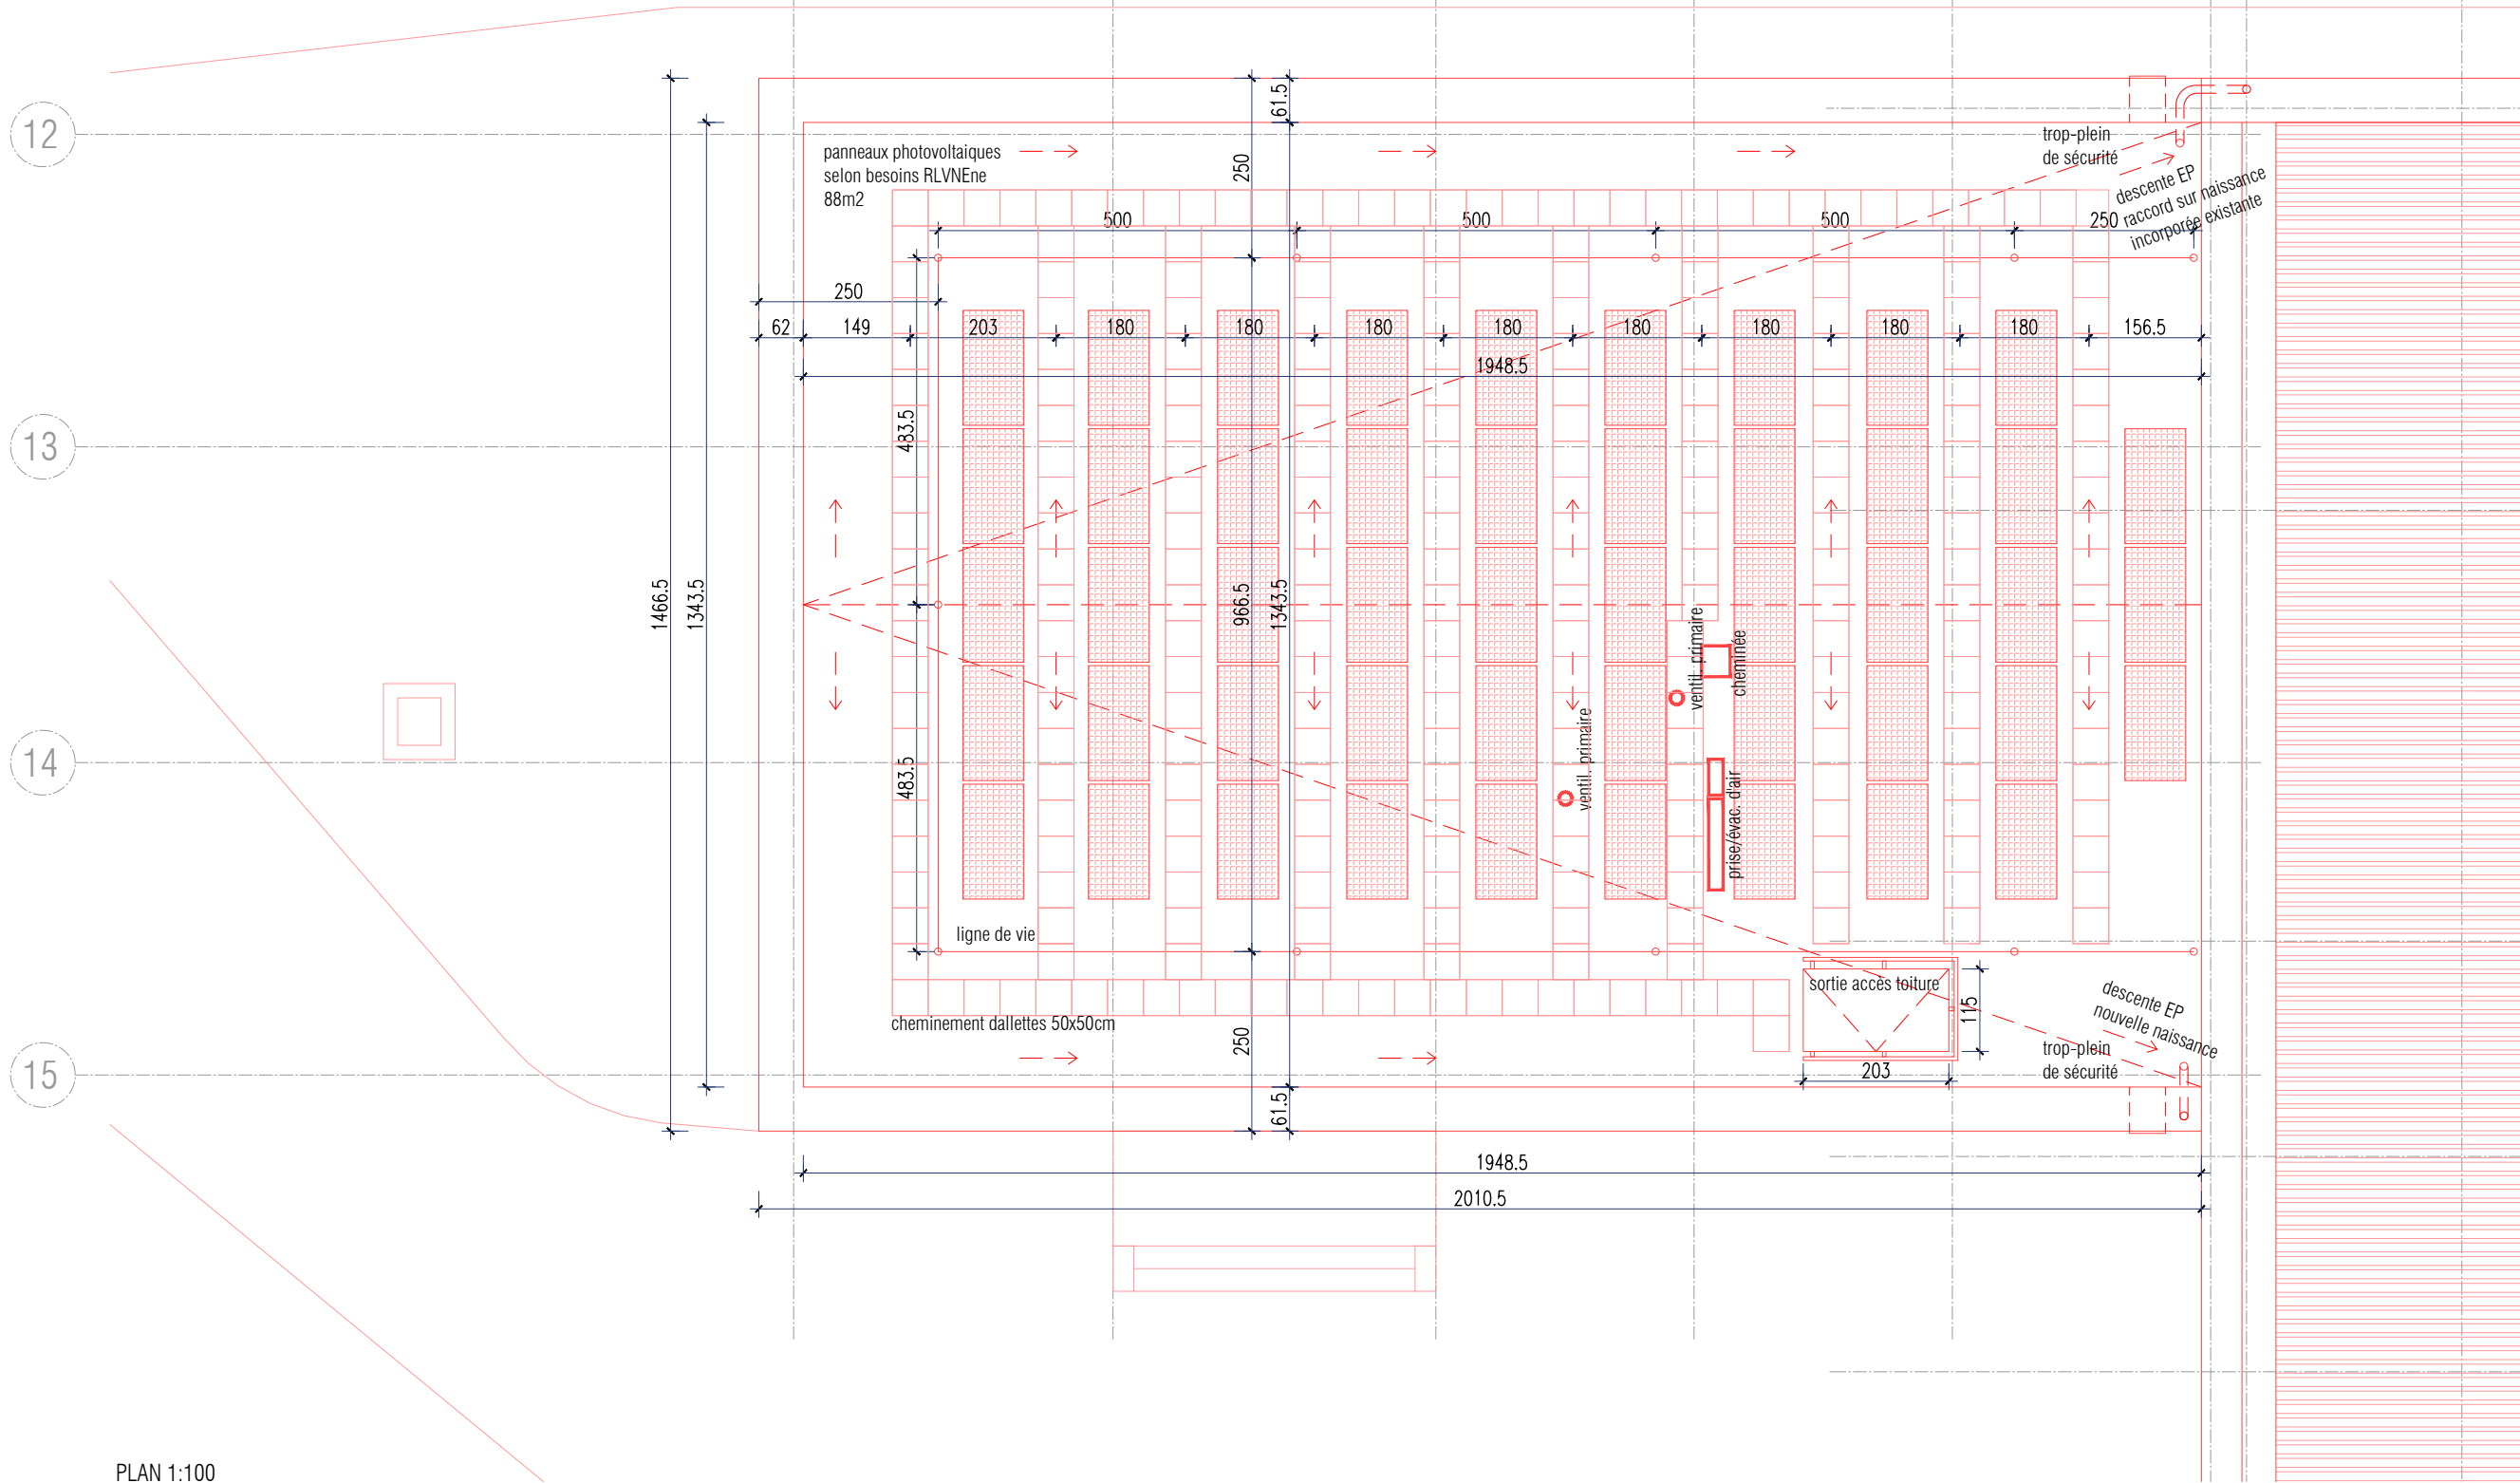 12
13
14
15
panneaux photovoltaiques
selon besoins RLVNEne
88m2
61.5
250
trop-plein
de sécurité
descente EP
raccord sur naissance
incorporée existante
500
500
500
250
250
62
149
203
180
180
180
180
180
180
180
180
156.5
1948.5
483.5
1466.5
1343.5
966.5
1343.5
483.5
ventil. primaire
cheminée
ventil. primaire
prise/évac. d'air
ligne de vie
cheminement dallettes 50x50cm
sortie accès toiture
115
203
250
61.5
descente EP
nouvelle naissance
trop-plein
de sécurité
1948.5
2010.5
PLAN 1:100